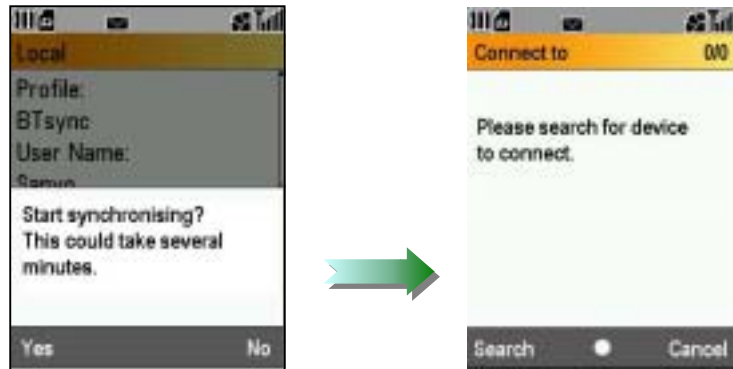 Local
Profile:
BTsync
User Name:
Sanyo
Start synchronising?
This could take several
minutes.
Yes No
Connect to 0/0
Please search for device
to connect.
Search Cancel